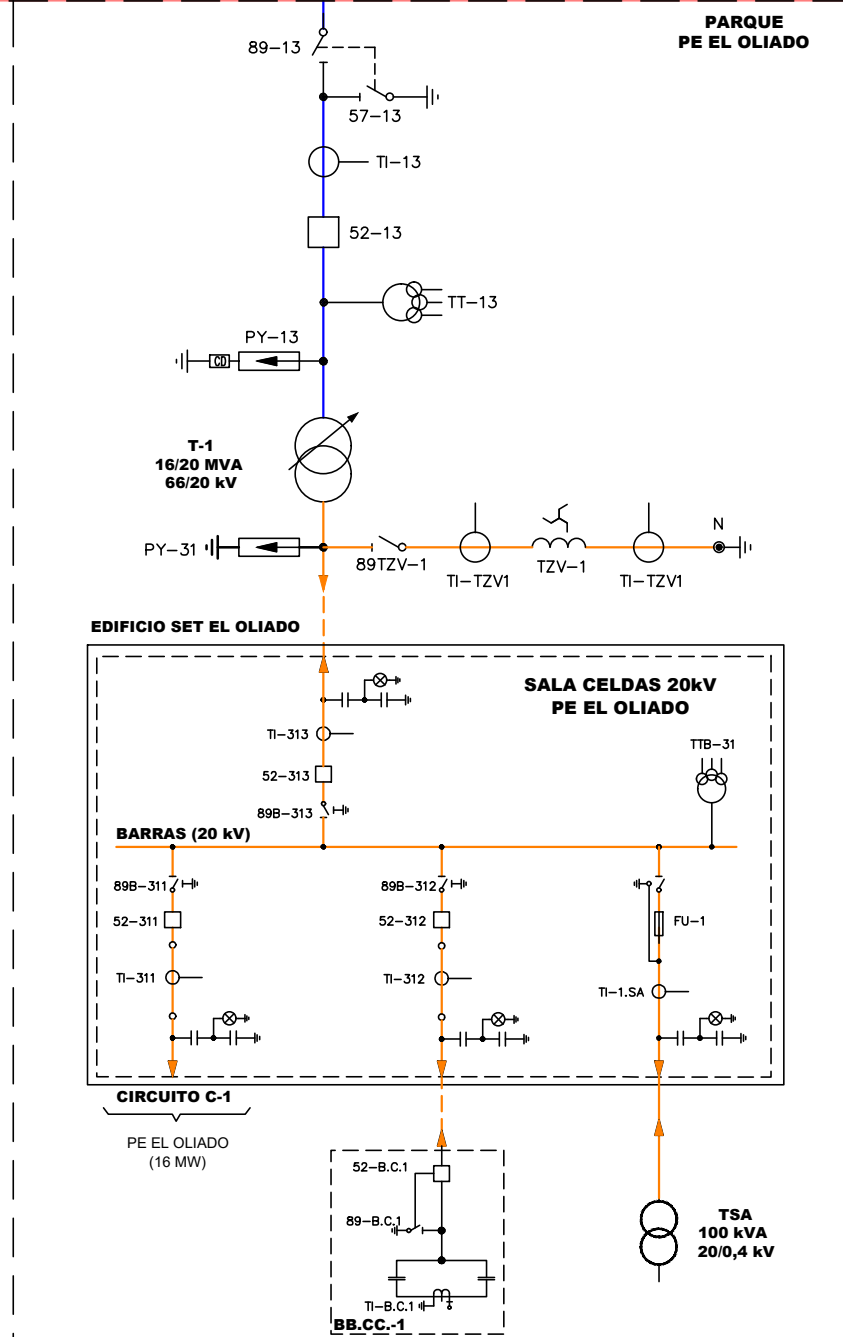 PARQUE
PE EL OLIADO
89-13
57-13
TI-13
52-13
TT-13
PY-13
CD
T-1
16/20 MVA
66/20 kV
N
PY-31
89TZV-1
TI-TZV1
TZV-1
TI-TZV1
EDIFICIO SET EL OLIADO
SALA CELDAS 20kV
PE EL OLIADO
TI-313
TTB-31
52-313
89B-313
BARRAS (20 kV)
89B-311
89B-312
52-311
52-312
FU-1
TI-311
TI-312
TI-1.SA
CIRCUITO C-1
PE EL OLIADO
(16 MW)
52-B.C.1
89-B.C.1
TSA
100 kVA
20/0,4 kV
TI-B.C.1
BB.CC.-1